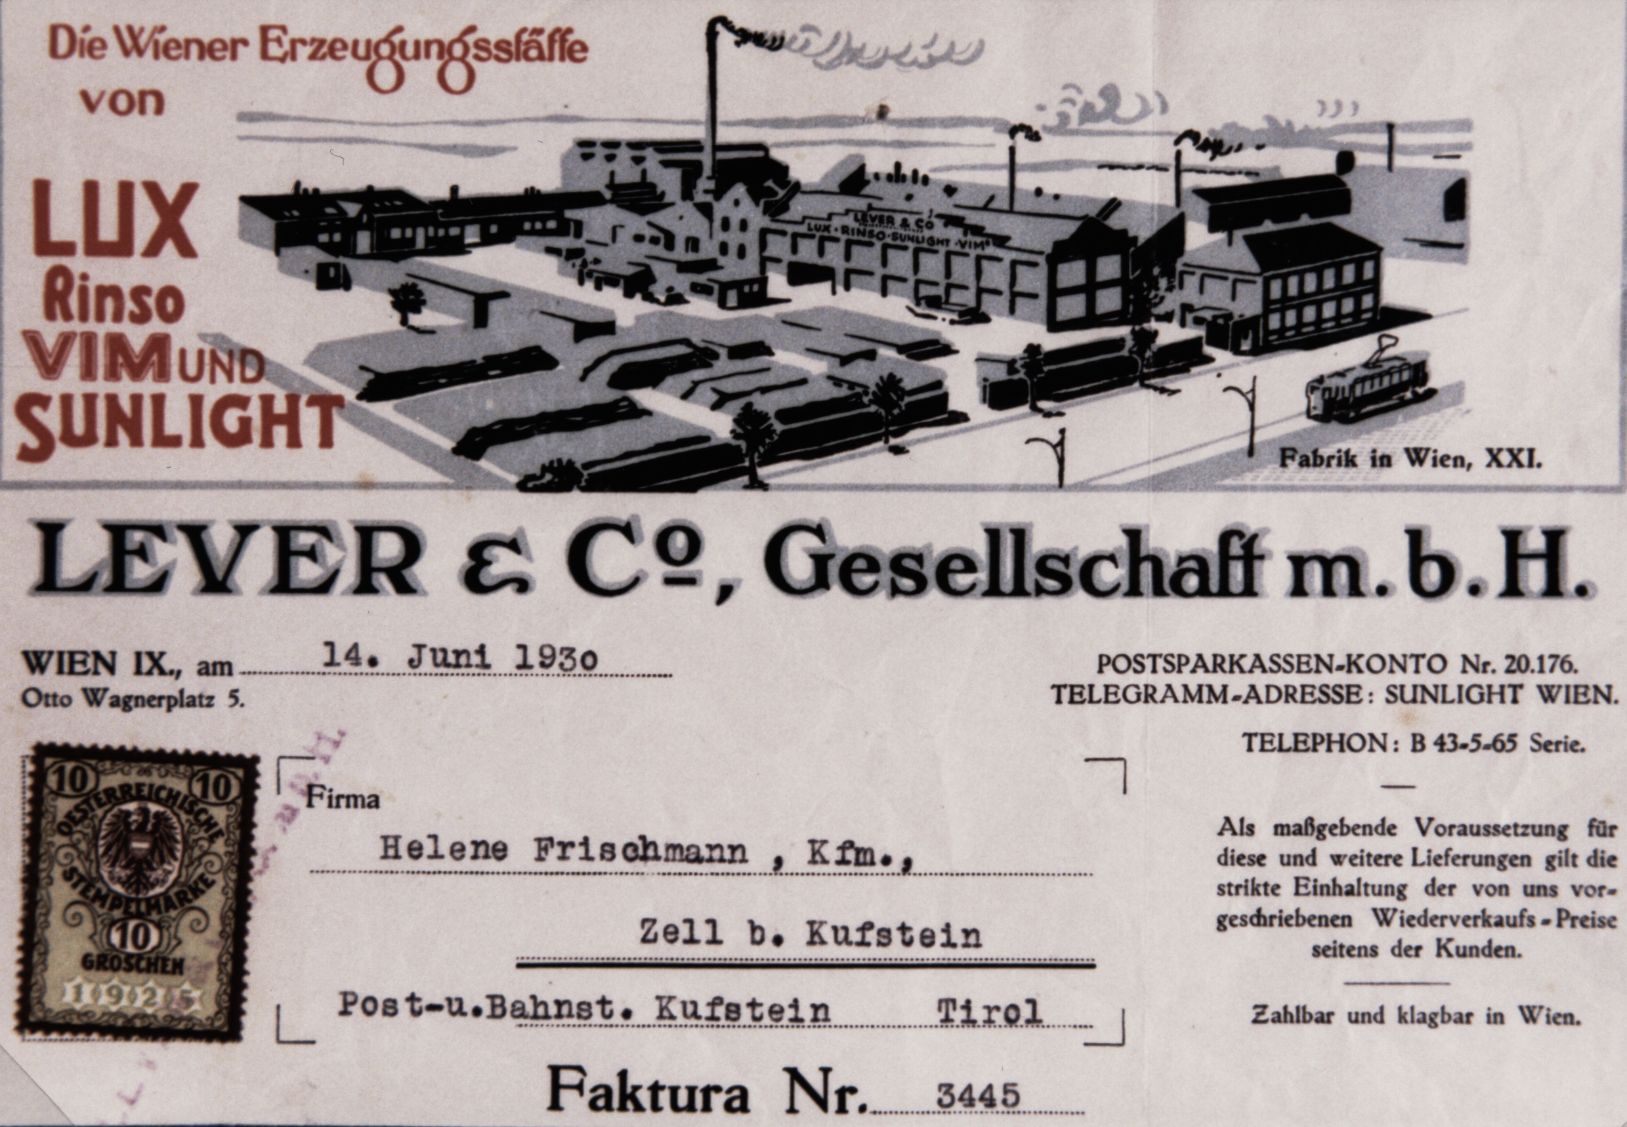 Die Wiener Erzeugungsstätte
von
LUX
Rinso
VIM UND
SUNLIGHT
LEVER & Co
LUX · RINSO · SUNLIGHT · VIM
Fabrik in Wien, XXI.
LEVER & Co, Gesellschaft m. b. H.
WIEN IX., am 14. Juni 1930
Otto Wagnerplatz 5.
POSTSPARKASSEN-KONTO Nr. 20.176.
TELEGRAMM-ADRESSE: SUNLIGHT WIEN.
TELEPHON: B 43-5-65 Serie.
10 10
OESTERREICHISCHE
STEMPELMARKE
10
GROSCHEN
1925
Firma
Helene Frischmann , Kfm.,
Zell b. Kufstein
Post-u.Bahnst. Kufstein Tirol
Als maßgebende Voraussetzung für
diese und weitere Lieferungen gilt die
strikte Einhaltung der von uns vor-
geschriebenen Wiederverkaufs-Preise
seitens der Kunden.
Zahlbar und klagbar in Wien.
Faktura Nr. 3445